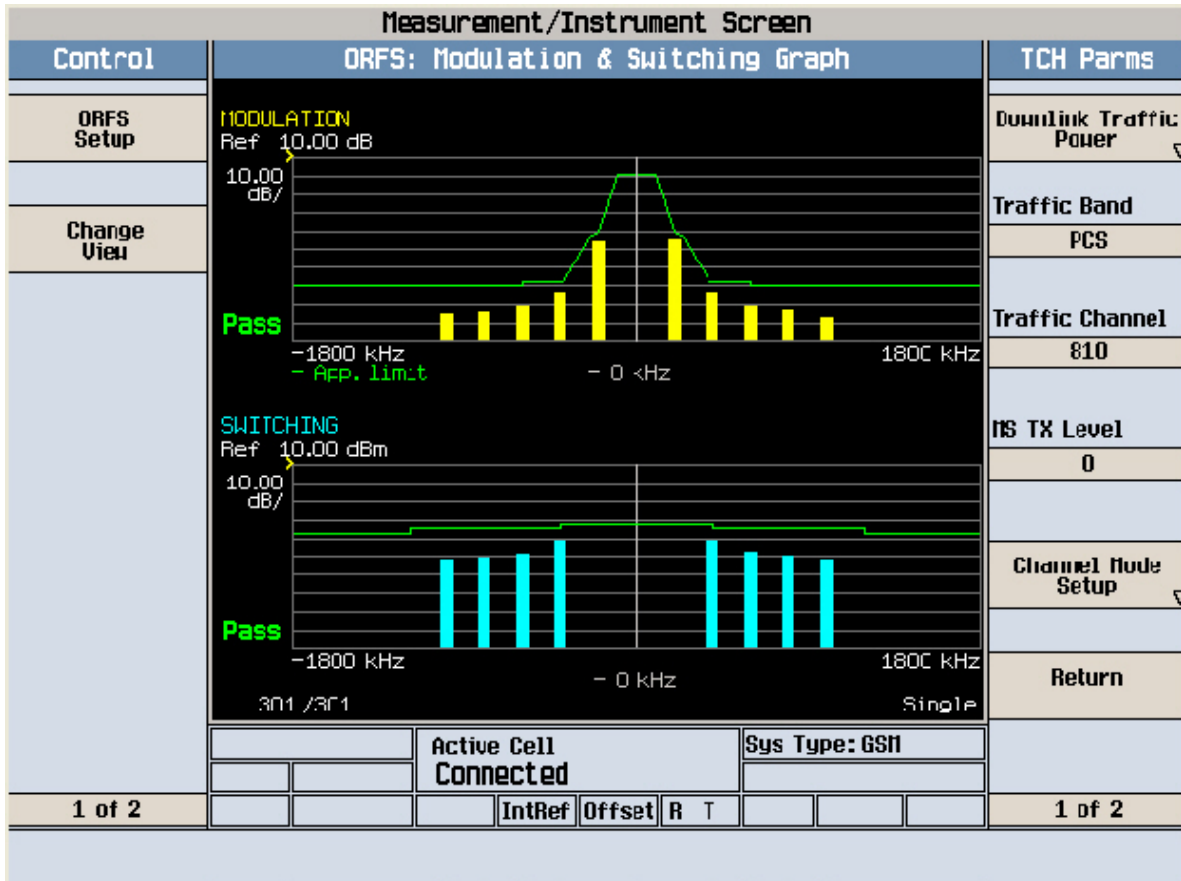 Measurement/Instrument Screen
Control
ORFS: Modulation & Switching Graph
TCH Parms
ORFS
Setup
Change
View
1 of 2
MODULATION
Ref 10.00 dB
10.00
dB/
Pass
-1800 kHz
1800 kHz
- App. limit
- 0 kHz
SWITCHING
Ref 10.00 dBm
10.00
dB/
Pass
-1800 kHz
1800 kHz
- 0 kHz
301/301
Single
Active Cell
Connected
Sys Type: GSM
IntRef
Offset
R T
Downlink Traffic
Power
Traffic Band
PCS
Traffic Channel
810
MS TX Level
0
Channel Mode
Setup
Return
1 of 2